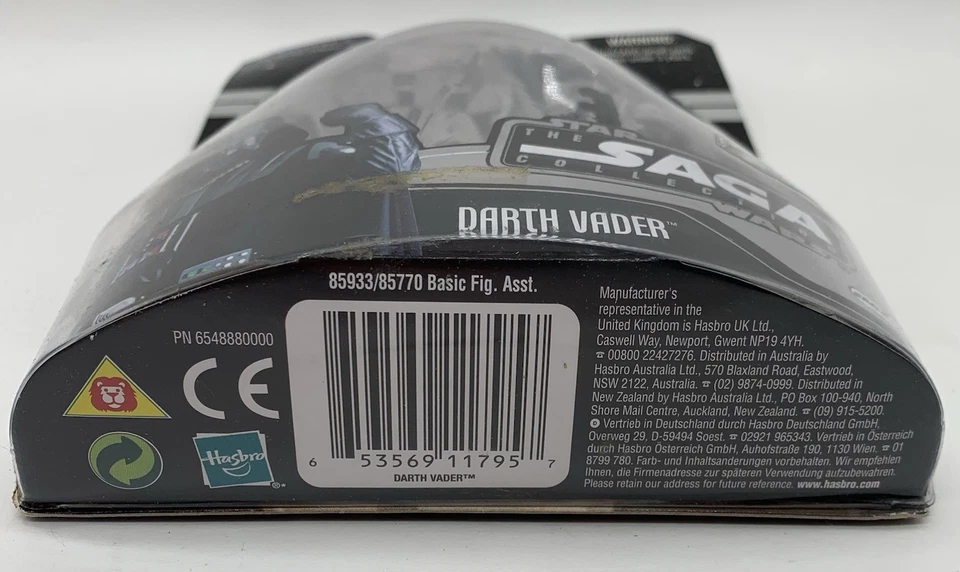 WARNING:
STAR
THE
SAGA
COLLECTION
WARS
DARTH VADER™
85933/85770 Basic Fig. Asst.
PN 6548880000
CE
Hasbro
®*
6 53569 11795 7
DARTH VADER™
Manufacturer's
representative in the
United Kingdom is Hasbro UK Ltd.,
Caswell Way, Newport, Gwent NP19 4YH.
☎ 00800 22427276. Distributed in Australia by
Hasbro Australia Ltd., 570 Blaxland Road, Eastwood,
NSW 2122, Australia. ☎ (02) 9874-0999. Distributed in
New Zealand by Hasbro Australia Ltd., PO Box 100-940, North
Shore Mail Centre, Auckland, New Zealand. ☎ (09) 915-5200.
D Vertrieb in Deutschland durch Hasbro Deutschland GmbH,
Overweg 29, D-59494 Soest. ☎ 02921 965343. Vertrieb in Österreich
durch Hasbro Österreich GmbH, Auhofstraße 190, 1130 Wien. ☎ 01
8799 780. Farb- und Inhaltsänderungen vorbehalten. Wir empfehlen
Ihnen, die Firmenadresse zur späteren Verwendung aufzubewahren.
Please retain our address for future reference. www.hasbro.com